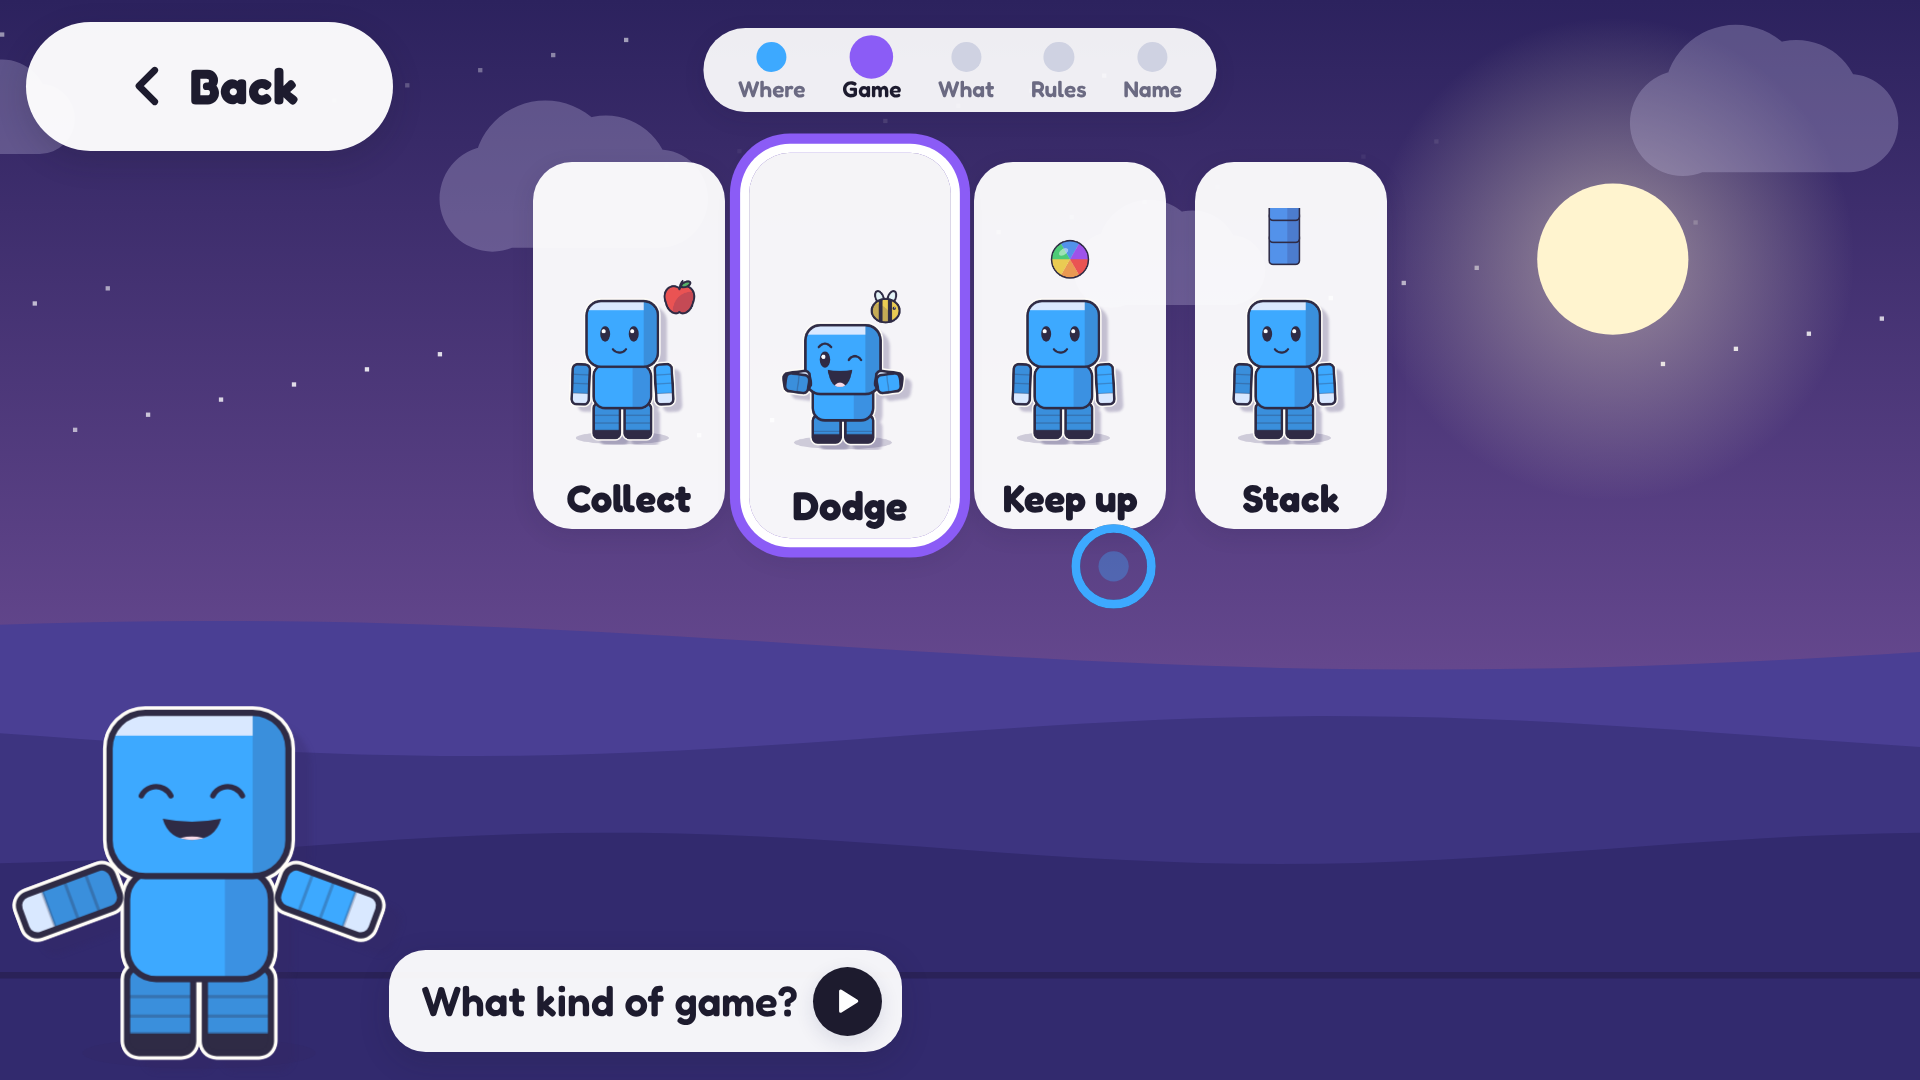 Back
Where
Game
What
Rules
Name
Collect
Dodge
Keep up
Stack
What kind of game?